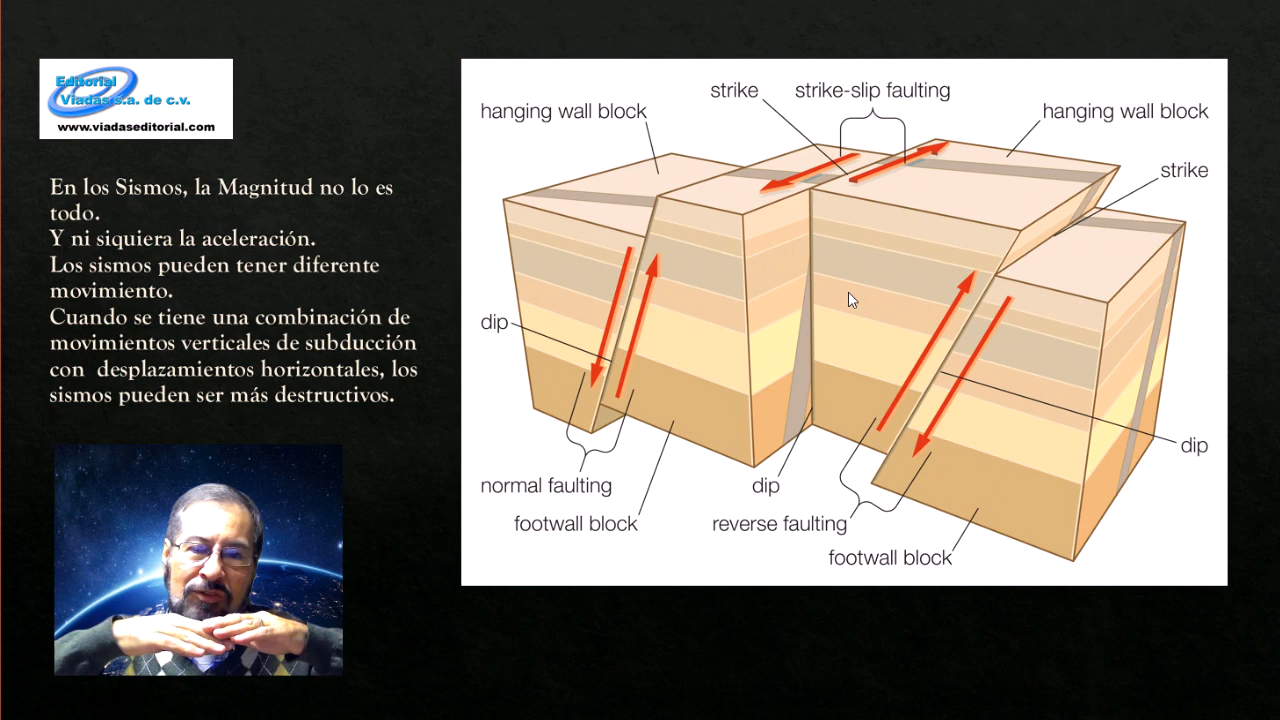 Editorial
Viadas s.a. de c.v.
www.viadaseditorial.com
En los Sismos, la Magnitud no lo es
todo.
Y ni siquiera la aceleración.
Los sismos pueden tener diferente
movimiento.
Cuando se tiene una combinación de
movimientos verticales de subducción
con desplazamientos horizontales, los
sismos pueden ser más destructivos.
strike
strike-slip faulting
hanging wall block
hanging wall block
strike
dip
dip
normal faulting
dip
footwall block
reverse faulting
footwall block